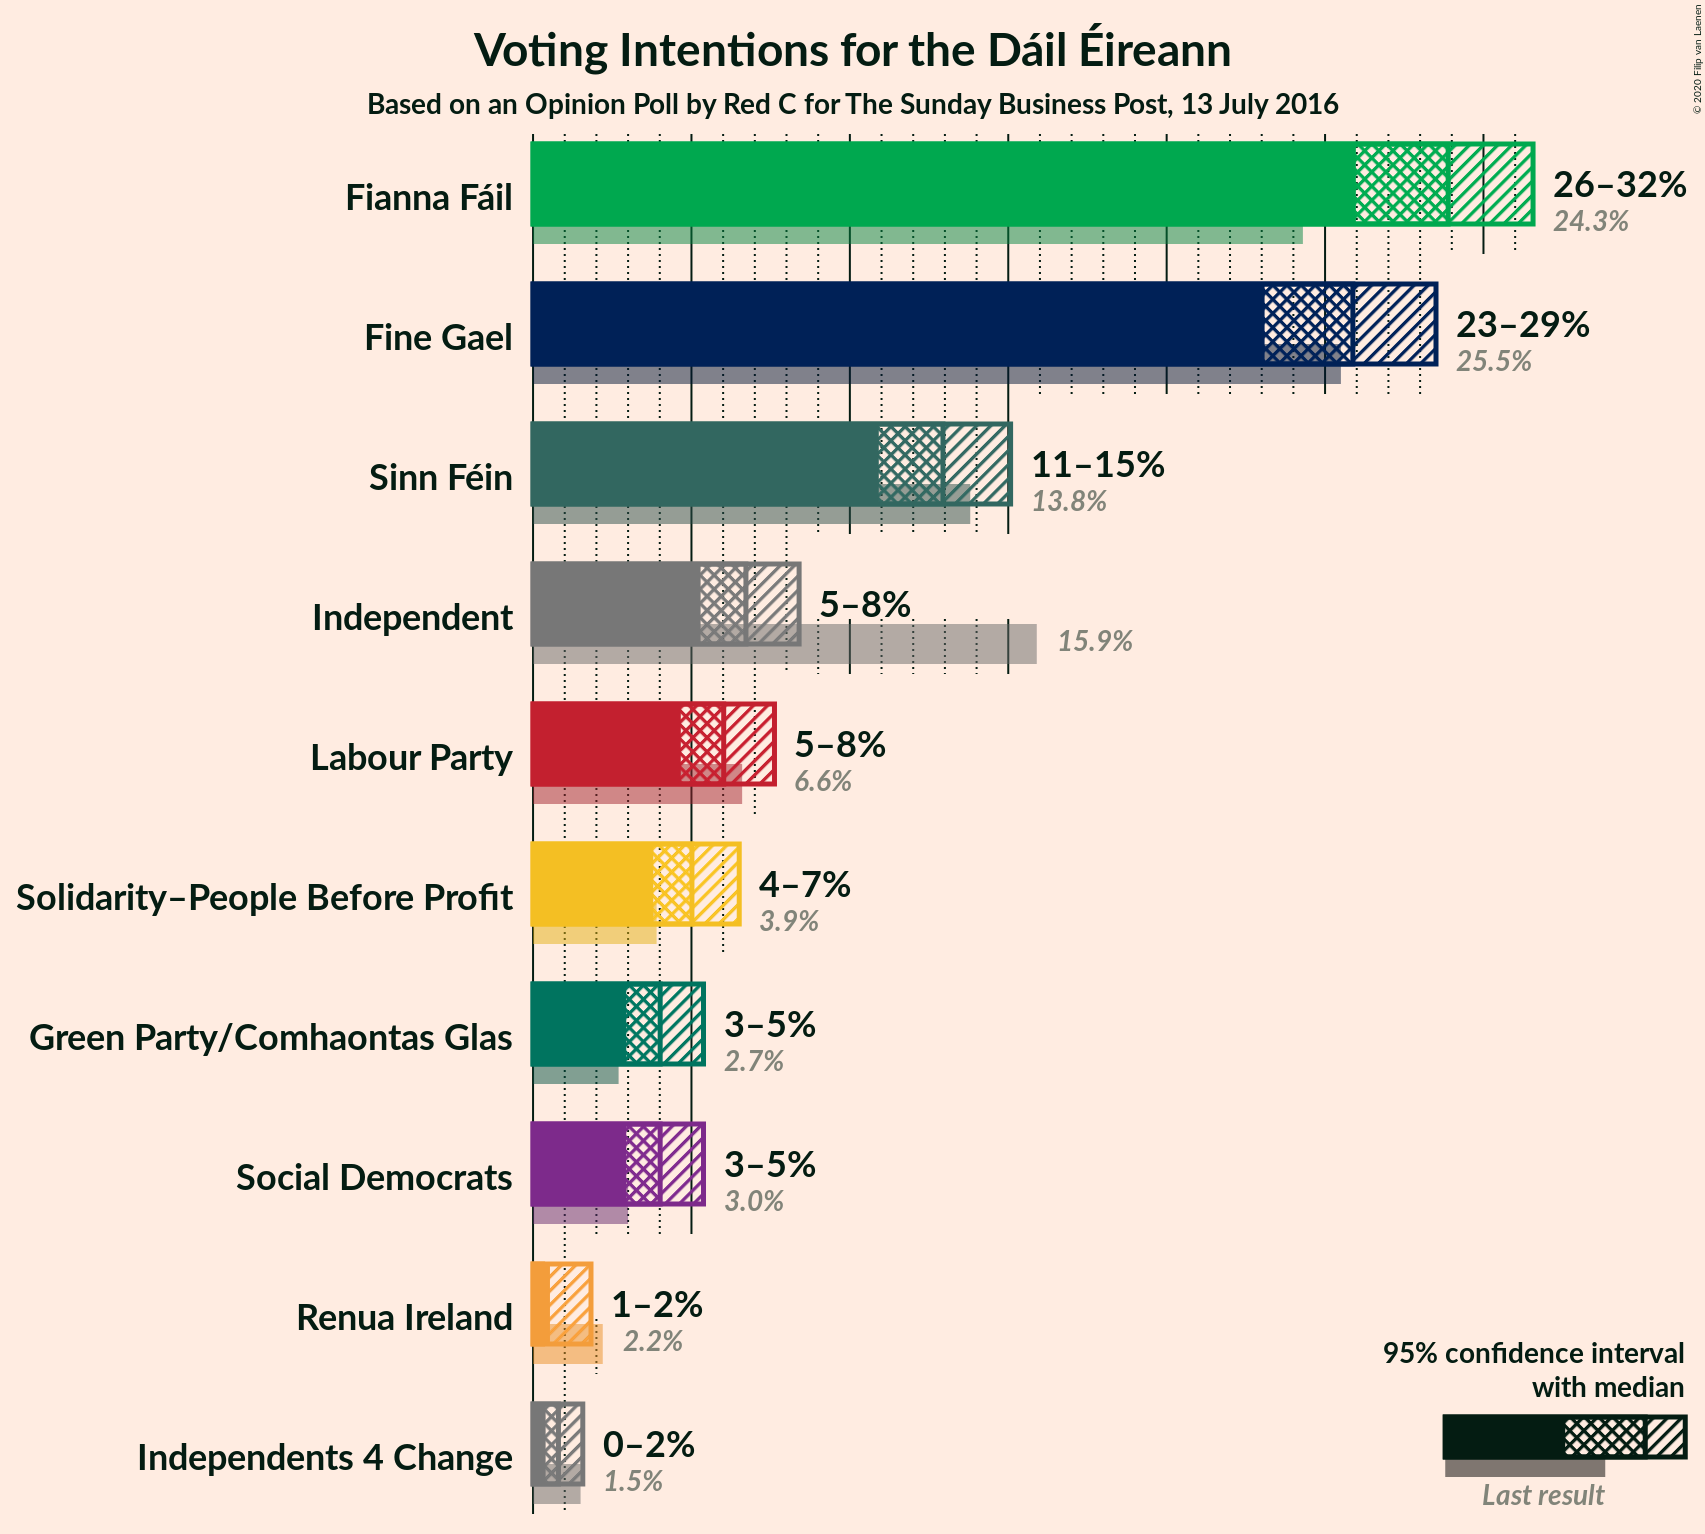 Voting Intentions for the Dáil Éireann
Based on an Opinion Poll by Red C for The Sunday Business Post, 13 July 2016
© 2020 Filip van Laenen
Fianna Fáil
26–32%
24.3%
Fine Gael
23–29%
25.5%
Sinn Féin
11–15%
13.8%
Independent
5–8%
15.9%
Labour Party
5–8%
6.6%
Solidarity–People Before Profit
4–7%
3.9%
Green Party/Comhaontas Glas
3–5%
2.7%
Social Democrats
3–5%
3.0%
Renua Ireland
1–2%
2.2%
Independents 4 Change
0–2%
1.5%
95% confidence interval
with median
Last result